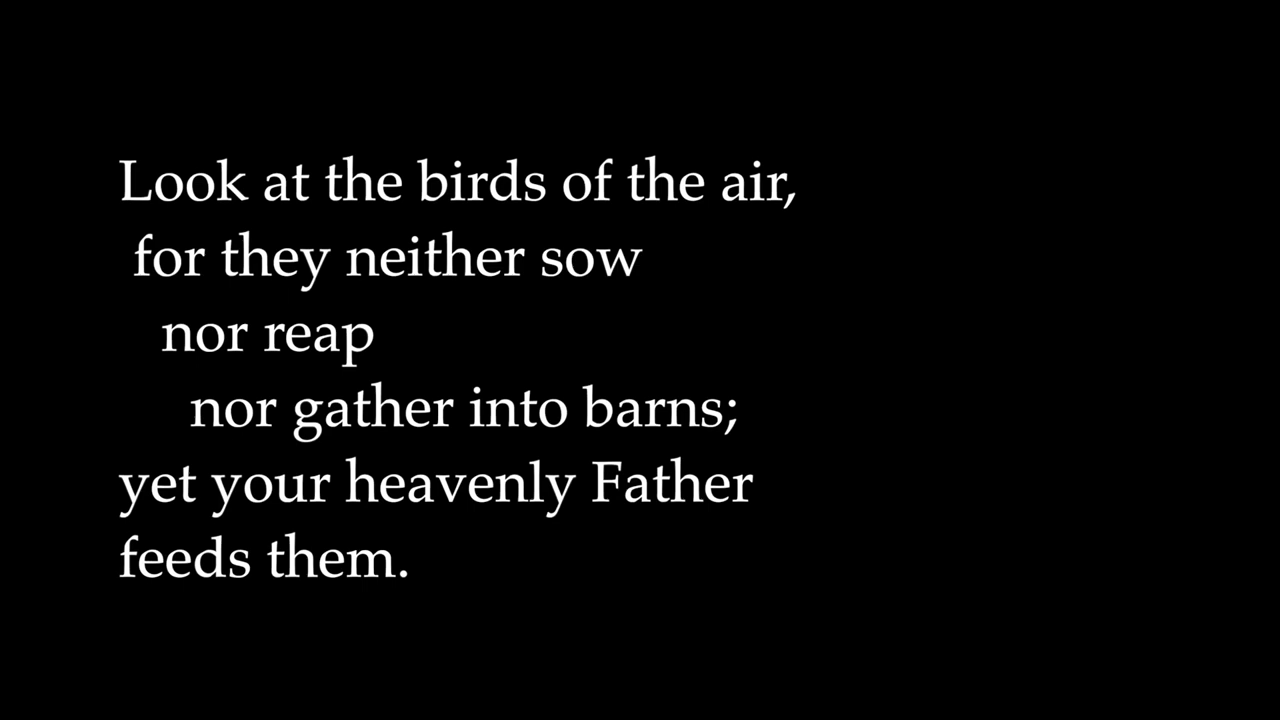 Look at the birds of the air,
for they neither sow
nor reap
nor gather into barns;
yet your heavenly Father
feeds them.